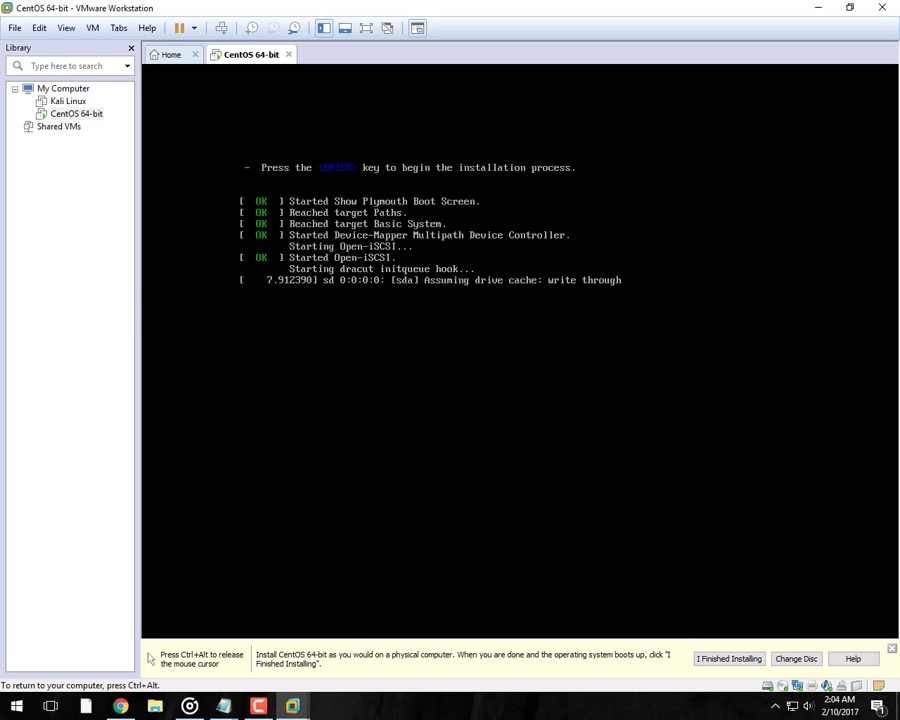 CentOS 64-bit - VMware Workstation
File Edit View VM Tabs Help
Library
Home
CentOS 64-bit
Type here to search
My Computer
Kali Linux
CentOS 64-bit
Shared VMs
- Press the <ENTER> key to begin the installation process.
[ OK ] Started Show Plymouth Boot Screen.
[ OK ] Reached target Paths.
[ OK ] Reached target Basic System.
[ OK ] Started Device-Mapper Multipath Device Controller.
Starting Open-iSCSI...
[ OK ] Started Open-iSCSI.
Starting dracut initqueue hook...
[ 7.912390] sd 0:0:0:0: [sda] Assuming drive cache: write through
Press Ctrl+Alt to release
the mouse cursor
Install CentOS 64-bit as you would on a physical computer. When you are done and the operating system boots up, click "I
Finished Installing".
I Finished Installing
Change Disc
Help
To return to your computer, press Ctrl+Alt.
2:04 AM
2/10/2017
1